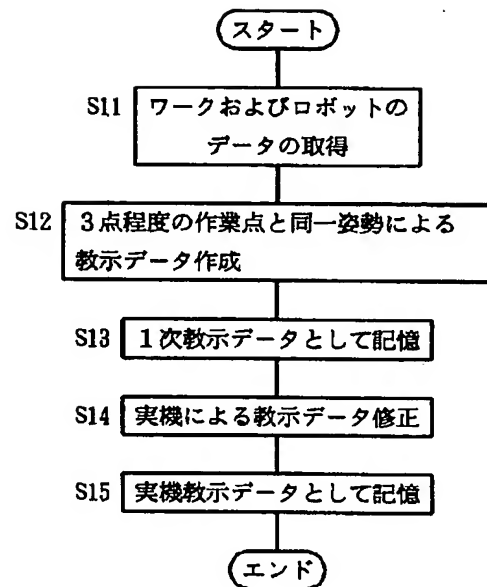 スタート
S11 ワークおよびロボットの
データの取得
S12 3点程度の作業点と同一姿勢による
教示データ作成
S13 1次教示データとして記憶
S14 実機による教示データ修正
S15 実機教示データとして記憶
エンド